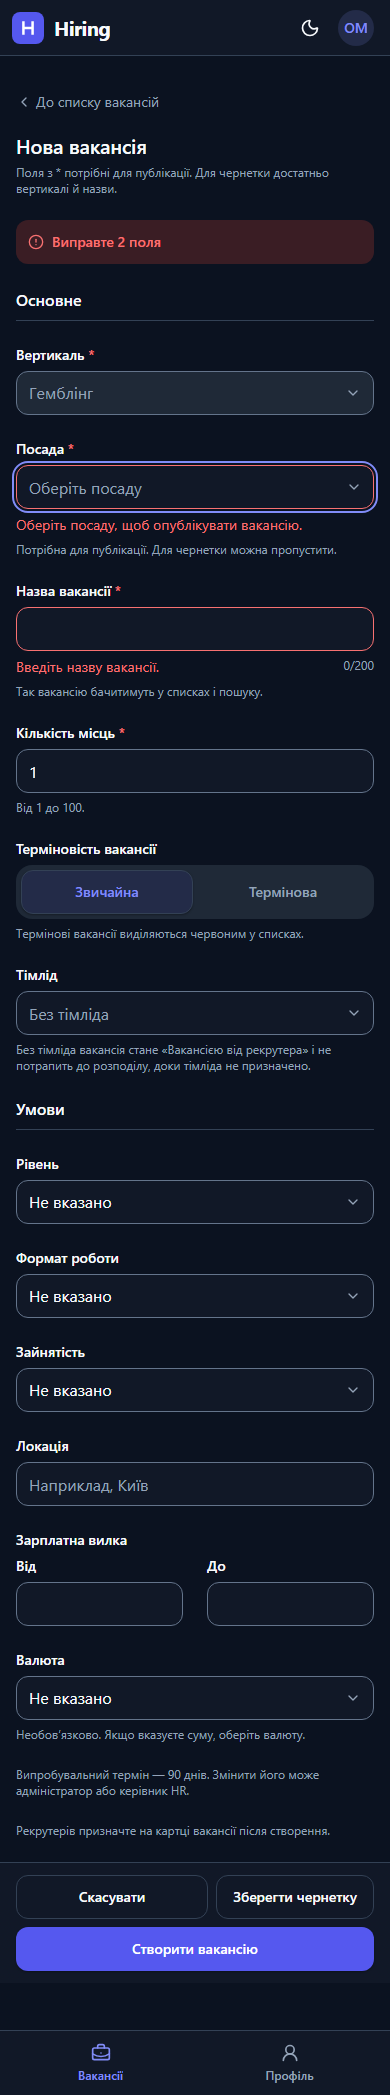 H Hiring
OM
До списку вакансій
Нова вакансія
Поля з * потрібні для публікації. Для чернетки достатньо
вертикалі й назви.
Виправте 2 поля
Основне
Вертикаль *
Гемблінг
Посада *
Оберіть посаду
Оберіть посаду, щоб опублікувати вакансію.
Потрібна для публікації. Для чернетки можна пропустити.
Назва вакансії *
Введіть назву вакансії. 0/200
Так вакансію бачитимуть у списках і пошуку.
Кількість місць *
1
Від 1 до 100.
Терміновість вакансії
Звичайна Термінова
Термінові вакансії виділяються червоним у списках.
Тімлід
Без тімліда
Без тімліда вакансія стане «Вакансією від рекрутера» і не
потрапить до розподілу, доки тімліда не призначено.
Умови
Рівень
Не вказано
Формат роботи
Не вказано
Зайнятість
Не вказано
Локація
Наприклад, Київ
Зарплатна вилка
Від До
Валюта
Не вказано
Необов'язково. Якщо вказуєте суму, оберіть валюту.
Випробувальний термін — 90 днів. Змінити його може
адміністратор або керівник HR.
Рекрутерів призначте на картці вакансії після створення.
Скасувати Зберегти чернетку
Створити вакансію
Вакансії Профіль